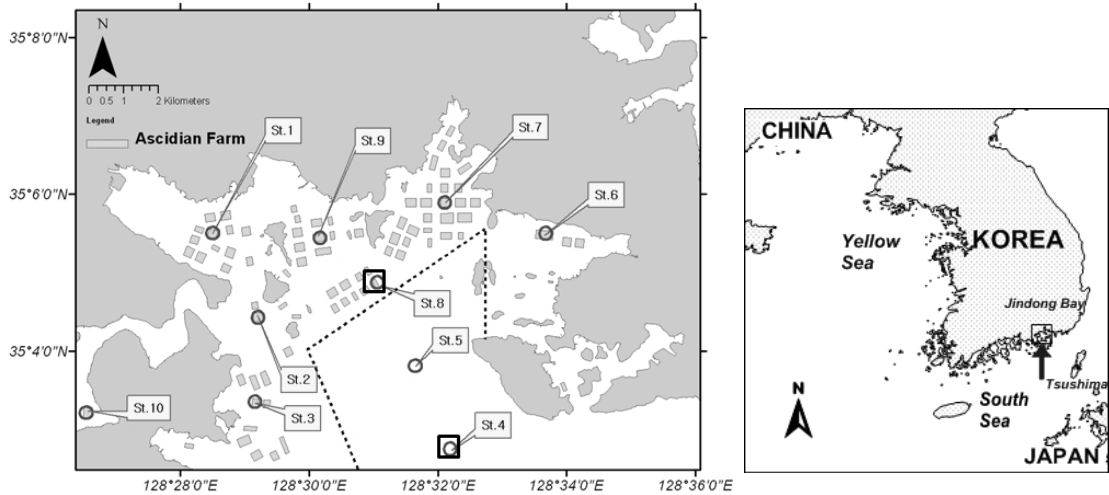 35°8'0"N
N
0 0.5 1 2 Kilometers
Legend
Ascidian Farm
St.1
St.9
St.7
35°6'0"N
St.6
St.8
St.5
35°4'0"N
St.2
St.10
St.3
St.4
128°28'0"E
128°30'0"E
128°32'0"E
128°34'0"E
128°36'0"E
CHINA
Yellow
Sea
KOREA
Jindong Bay
Tsushima
N
South
Sea
JAPAN